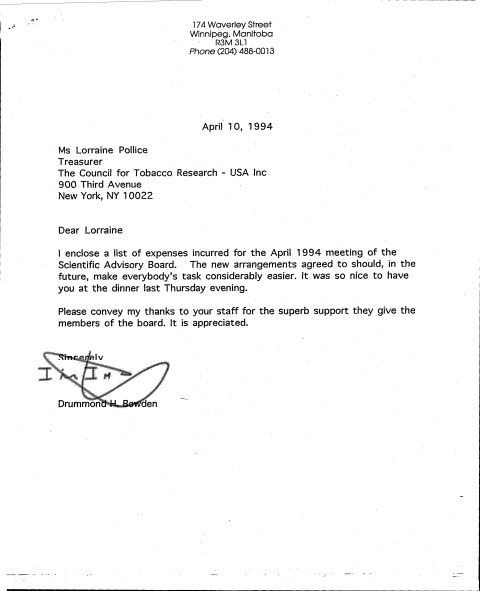 174 Waverley Street
Winnipeg, Manitoba
R3M 3L1
Phone (204) 488-0013
April 10, 1994
Ms Lorraine Pollice
Treasurer
The Council for Tobacco Research - USA Inc
900 Third Avenue
New York, NY 10022
Dear Lorraine
I enclose a list of expenses incurred for the April 1994 meeting of the
Scientific Advisory Board. The new arrangements agreed to should, in the
future, make everybody's task considerably easier. It was so nice to have
you at the dinner last Thursday evening.
Please convey my thanks to your staff for the superb support they give the
members of the board. It is appreciated.
Sincerely
Drummond H. Bowden